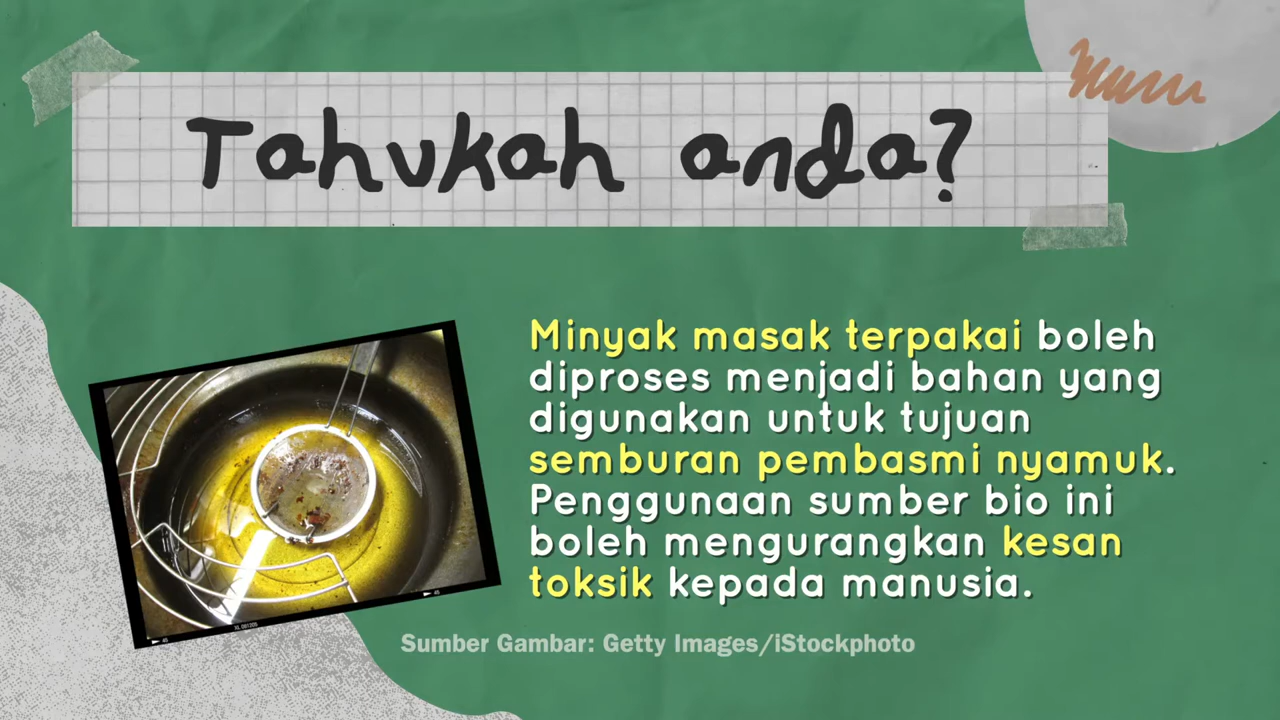 Tahukah anda?
Minyak masak terpakai boleh
diproses menjadi bahan yang
digunakan untuk tujuan
semburan pembasmi nyamuk.
Penggunaan sumber bio ini
boleh mengurangkan kesan
toksik kepada manusia.
Sumber Gambar: Getty Images/iStockphoto